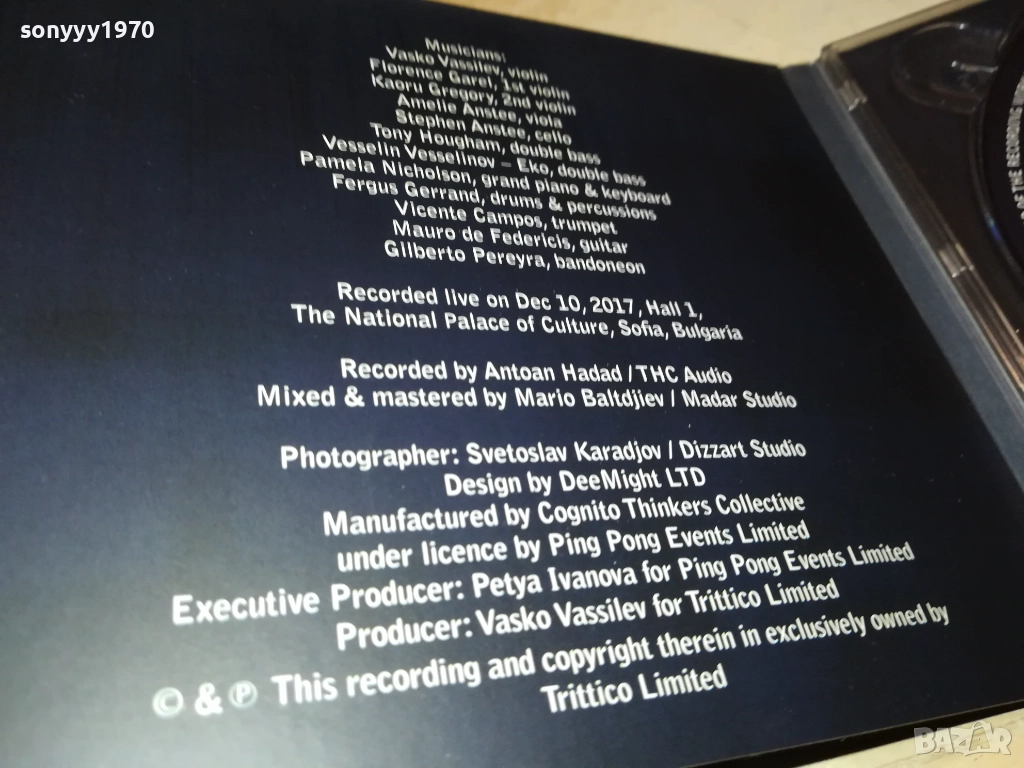 sonyyy1970
Musicians:
Vasko Vassilev, violin
Florence Garel, 1st violin
Kaoru Gregory, 2nd violin
Amelie Anstee, viola
Stephen Anstee, cello
Tony Hougham, double bass
Vesselin Vesselinov – Eko, double bass
Pamela Nicholson, grand piano & keyboard
Fergus Gerrand, drums & percussions
Vicente Campos, trumpet
Mauro de Federicis, guitar
Gilberto Pereyra, bandoneon
Recorded live on Dec 10, 2017, Hall 1,
The National Palace of Culture, Sofia, Bulgaria
Recorded by Antoan Hadad / THC Audio
Mixed & mastered by Mario Baltdjiev / Madar Studio
Photographer: Svetoslav Karadjov / Dizzart Studio
Design by DeeMight LTD
Manufactured by Cognito Thinkers Collective
under licence by Ping Pong Events Limited
Executive Producer: Petya Ivanova for Ping Pong Events Limited
Producer: Vasko Vassilev for Trittico Limited
© & ℗ This recording and copyright therein in exclusively owned by
Trittico Limited
OF THE RECORDING
BAZAR